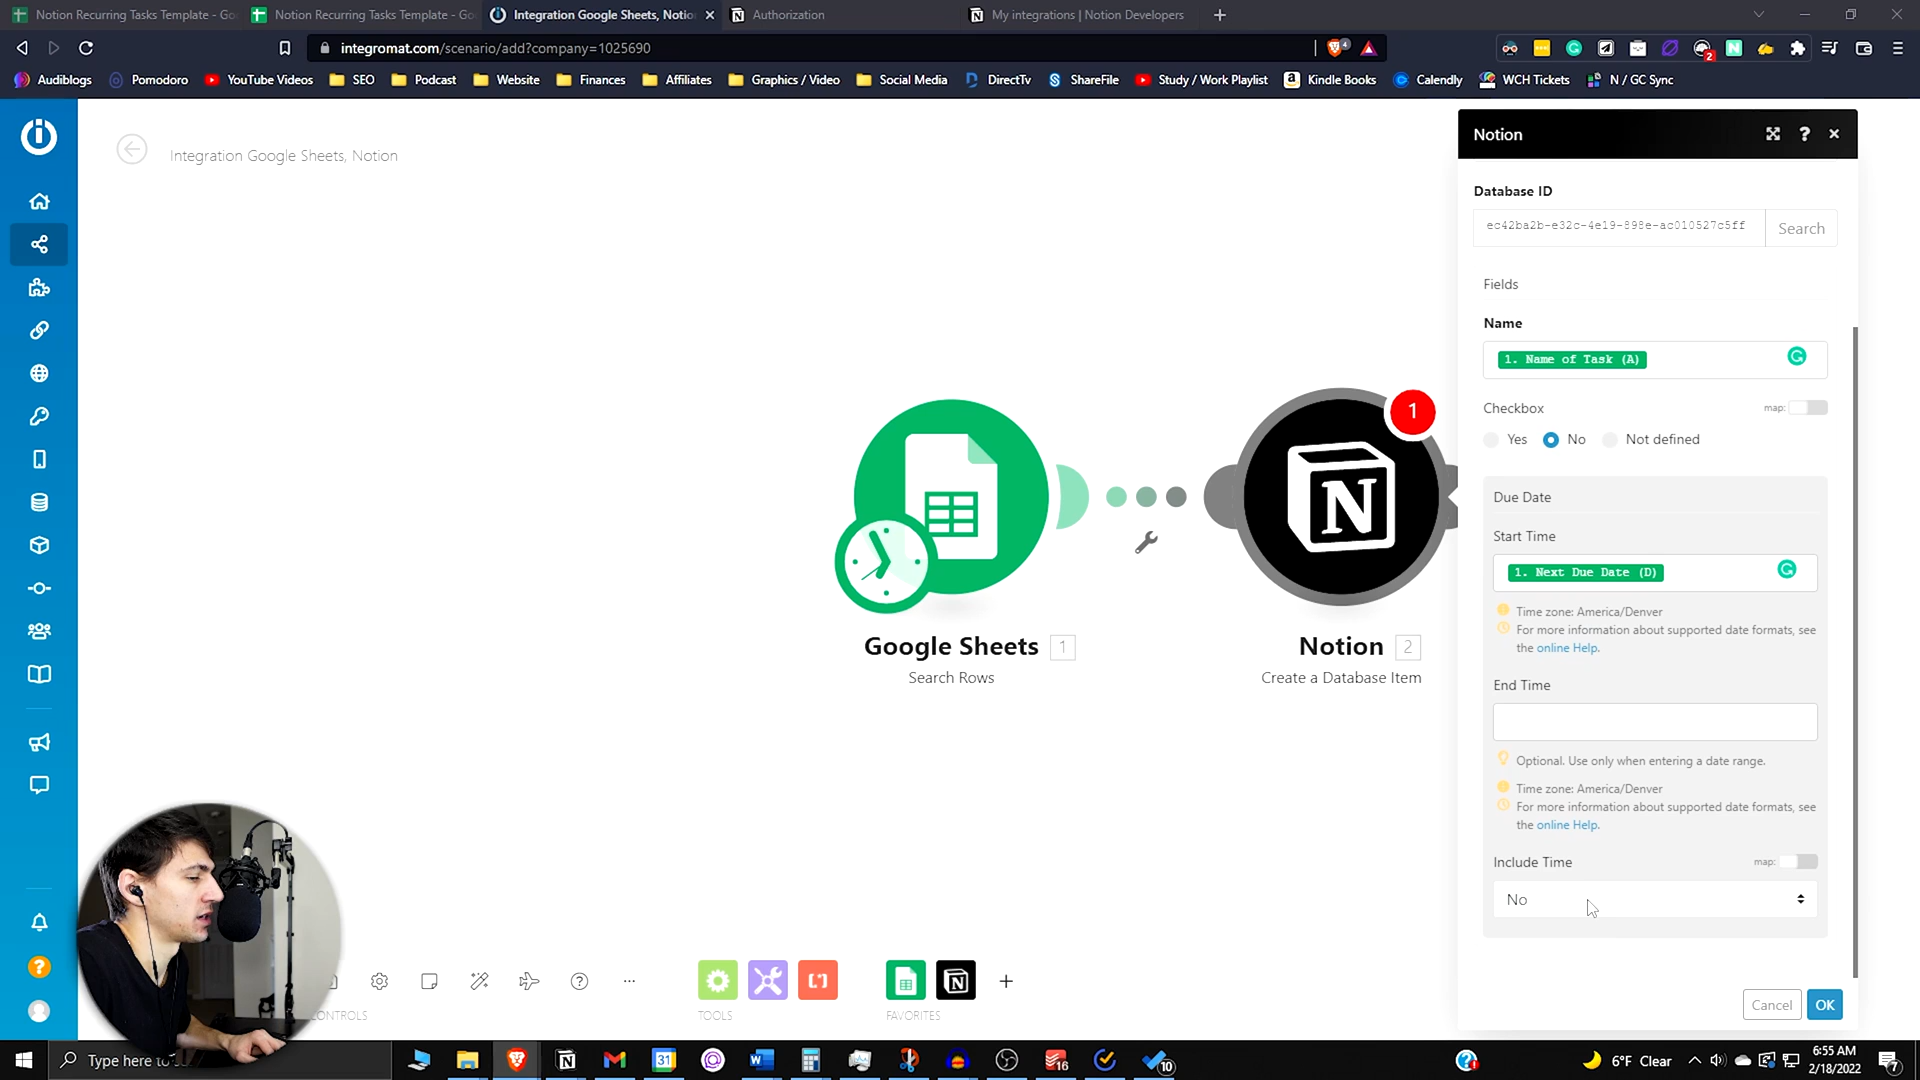 Notion Recurring Tasks Template - Go
Notion Recurring Tasks Template - Go
Integration Google Sheets, Notio
Authorization
My integrations | Notion Developers
integromat.com/scenario/add?company=1025690
Audiblogs
Pomodoro
YouTube Videos
SEO
Podcast
Website
Finances
Affiliates
Graphics / Video
Social Media
DirectTv
ShareFile
Study / Work Playlist
Kindle Books
Calendly
WCH Tickets
N / GC Sync
Integration Google Sheets, Notion
Google Sheets 1
Search Rows
1
Notion 2
Create a Database Item
Notion
Database ID
ec42ba2b-e32c-4e19-898e-ac010527c5ff
Search
Fields
Name
1. Name of Task (A)
Checkbox
map:
Yes
No
Not defined
Due Date
Start Time
1. Next Due Date (D)
Time zone: America/Denver
For more information about supported date formats, see
the online Help.
End Time
Optional. Use only when entering a date range.
Time zone: America/Denver
For more information about supported date formats, see
the online Help.
Include Time
map:
No
Cancel
OK
CONTROLS
TOOLS
FAVORITES
Type here to
16
10
6°F Clear
6:55 AM
2/18/2022
7